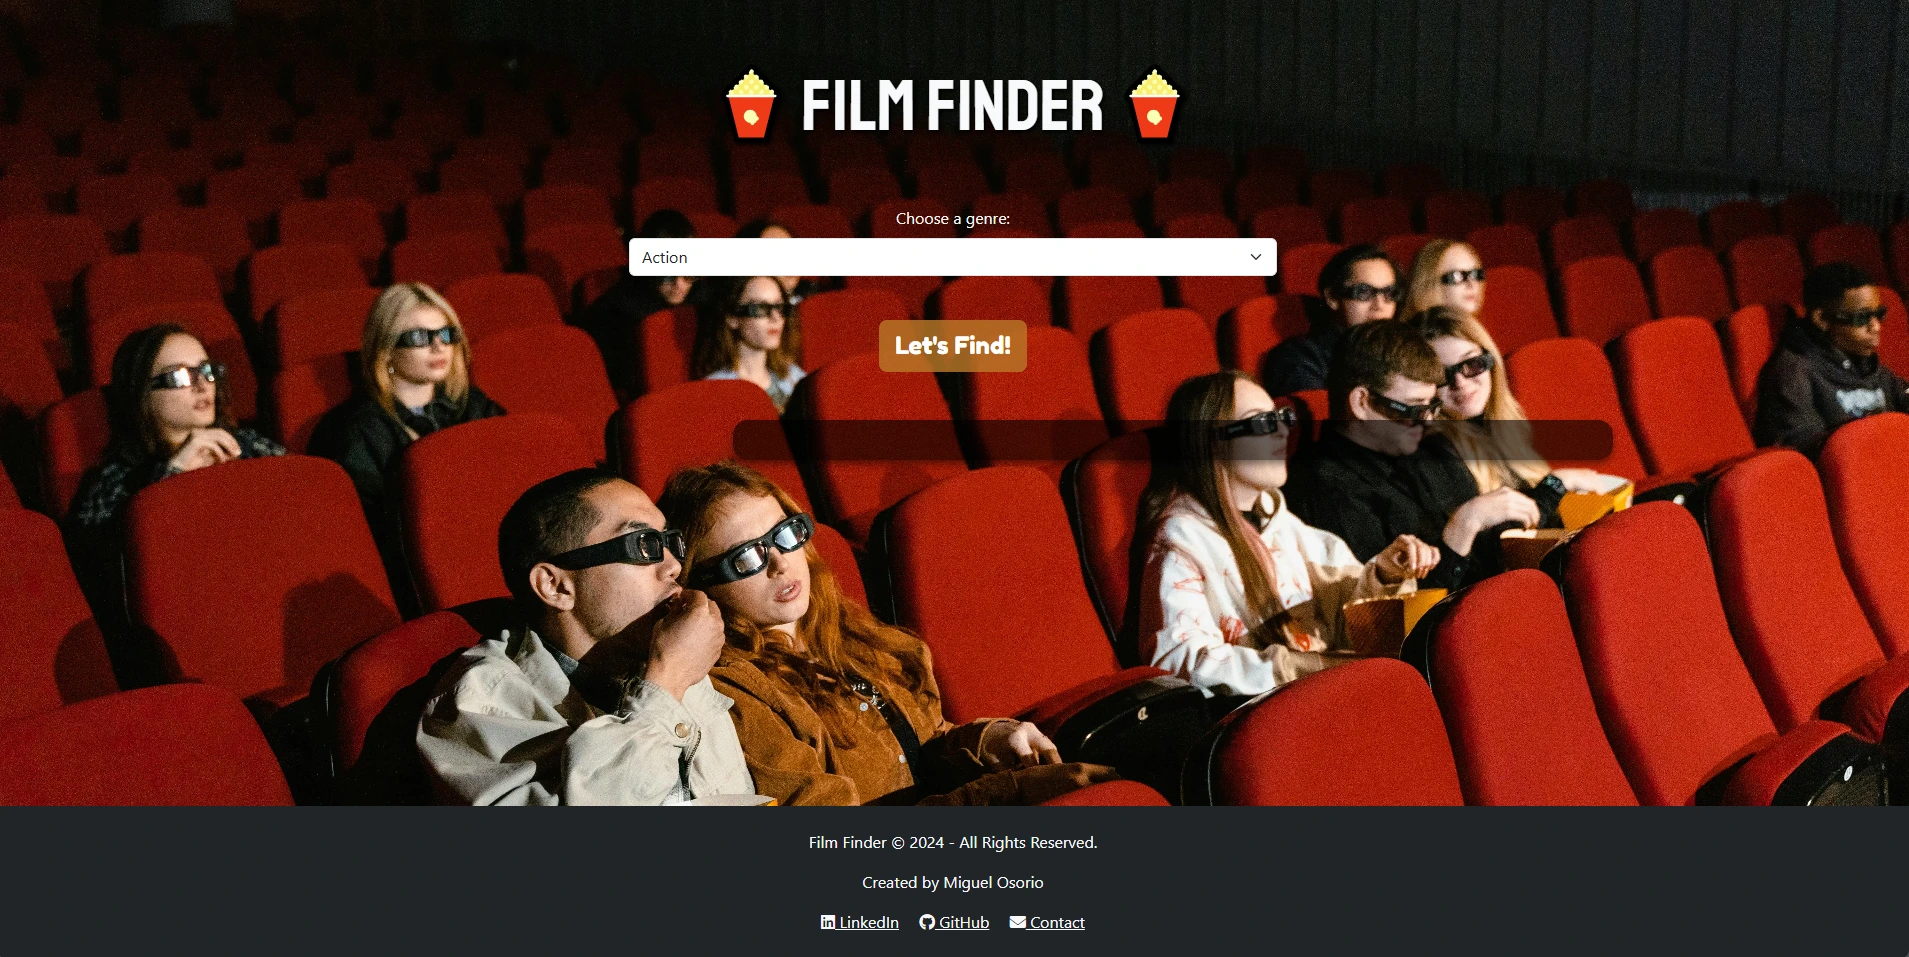 FILM FINDER
Choose a genre:
Action
Let's Find!
Film Finder © 2024 - All Rights Reserved.
Created by Miguel Osorio
LinkedIn GitHub Contact